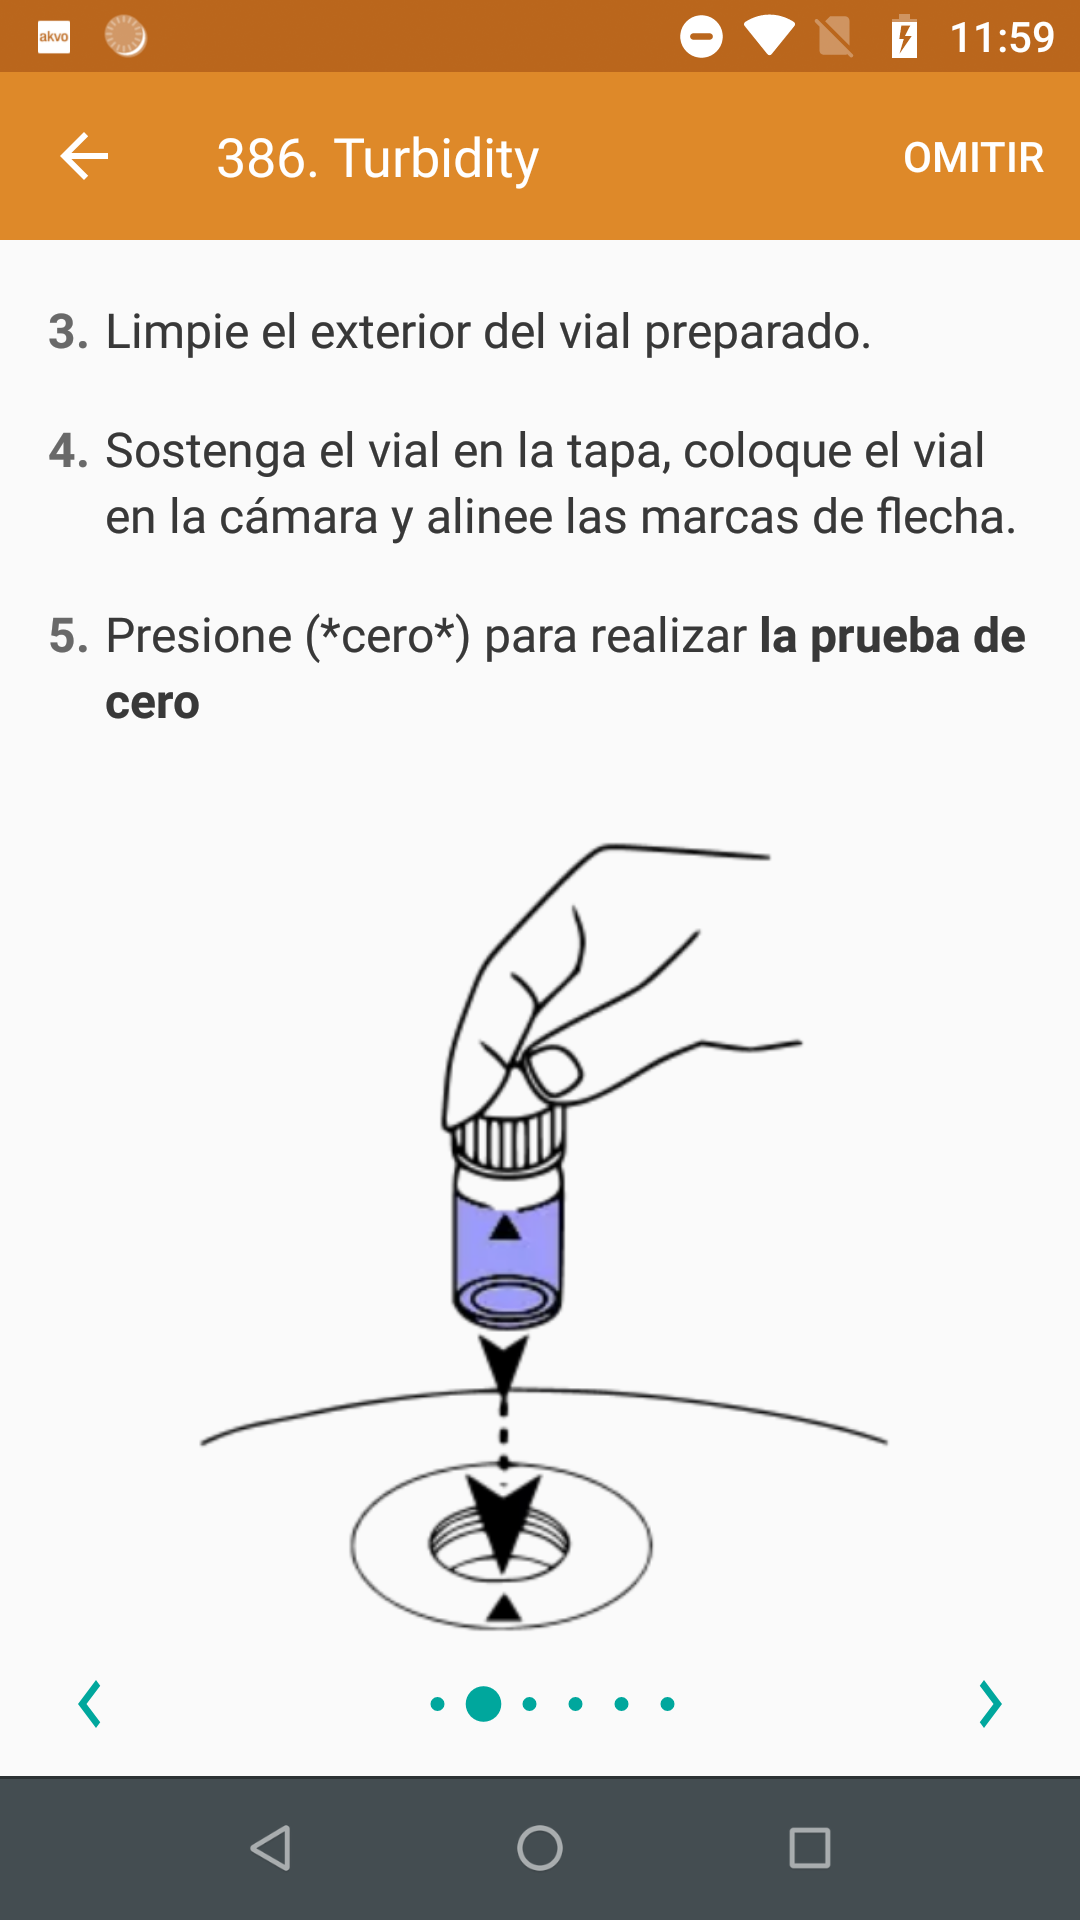 akvo
11:59
386. Turbidity
OMITIR
3. Limpie el exterior del vial preparado.
4. Sostenga el vial en la tapa, coloque el vial
en la cámara y alinee las marcas de flecha.
5. Presione (*cero*) para realizar la prueba de
cero